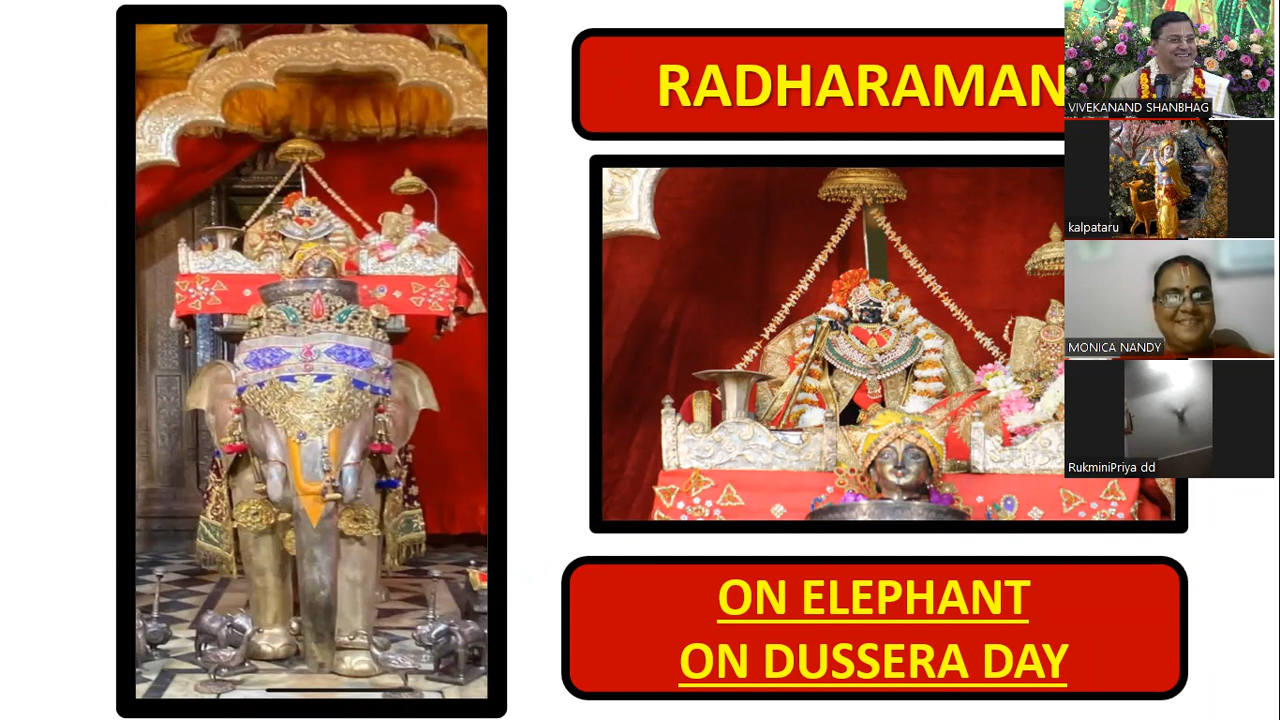 RADHARAMAN
ON ELEPHANT
ON DUSSERA DAY
VIVEKANAND SHANBHAG
kalpataru
MONICA NANDY
RukminiPriya dd